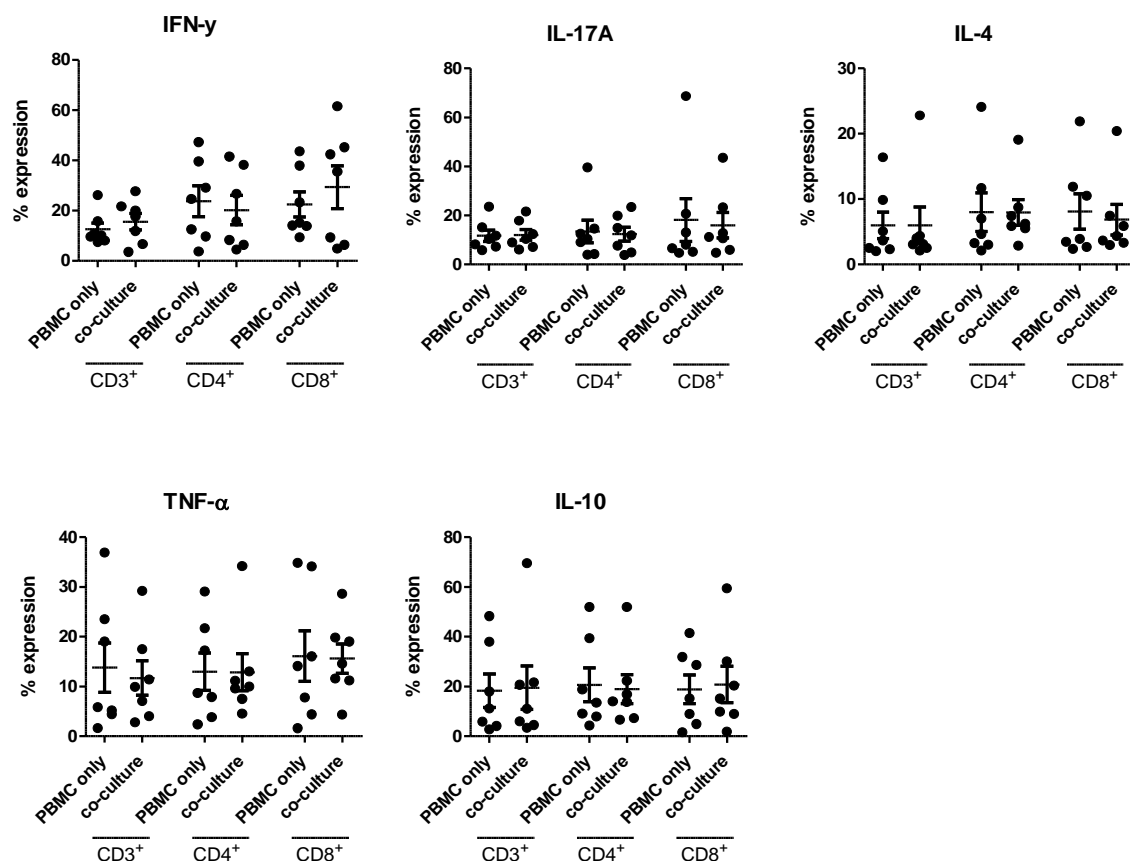 IFN-y
% expression
80
60
40
20
0
PBMC only
co-culture
PBMC only
co-culture
PBMC only
co-culture
CD3+
CD4+
CD8+
IL-17A
% expression
80
60
40
20
0
PBMC only
co-culture
PBMC only
co-culture
PBMC only
co-culture
CD3+
CD4+
CD8+
IL-4
% expression
30
20
10
0
PBMC only
co-culture
PBMC only
co-culture
PBMC only
co-culture
CD3+
CD4+
CD8+
TNF-α
% expression
40
30
20
10
0
PBMC only
co-culture
PBMC only
co-culture
PBMC only
co-culture
CD3+
CD4+
CD8+
IL-10
% expression
80
60
40
20
0
PBMC only
co-culture
PBMC only
co-culture
PBMC only
co-culture
CD3+
CD4+
CD8+